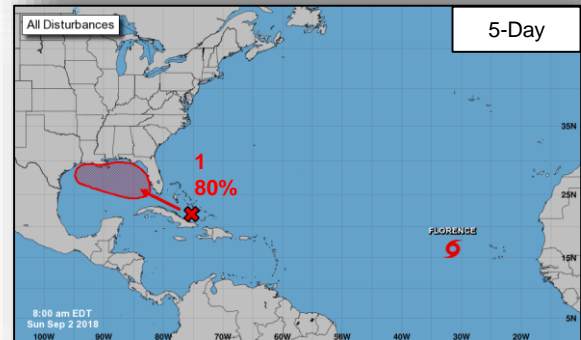 All Disturbances
5-Day
35N
1
80%
25N
FLORENCE
15N
8:00 am EDT
Sun Sep 2 2018
5N
100W 90W 80W 70W 60W 50W 40W 30W 20W 10W